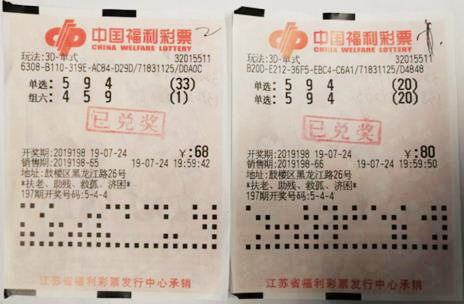 中国福利彩票
CHINA WELFARE LOTTERY
玩法:3D-单式 32015511
6308-B110-319E-AC84-D29D/71831125/DDA0C
单选: 5 9 4 (33)
组六: 4 5 9 (1)
已兑奖
开奖期:2019198 19-07-24 ¥:68
销售期:2019198-65 19-07-24 19:59:42
地址:鼓楼区黑龙江路26号
*扶老、助残、救孤、济困*
197期开奖号码:5-4-4
江苏省福利彩票发行中心承销
中国福利彩票
CHINA WELFARE LOTTERY
玩法:3D-单式 32015511
B20D-E212-36F5-EBC4-C6A1/71831125/D4848
单选: 5 9 4 (20)
单选: 5 9 4 (20)
已兑奖
开奖期:2019198 19-07-24 ¥:80
销售期:2019198-66 19-07-24 19:59:50
地址:鼓楼区黑龙江路26号
*扶老、助残、救孤、济困*
197期开奖号码:5-4-4
江苏省福利彩票发行中心承销